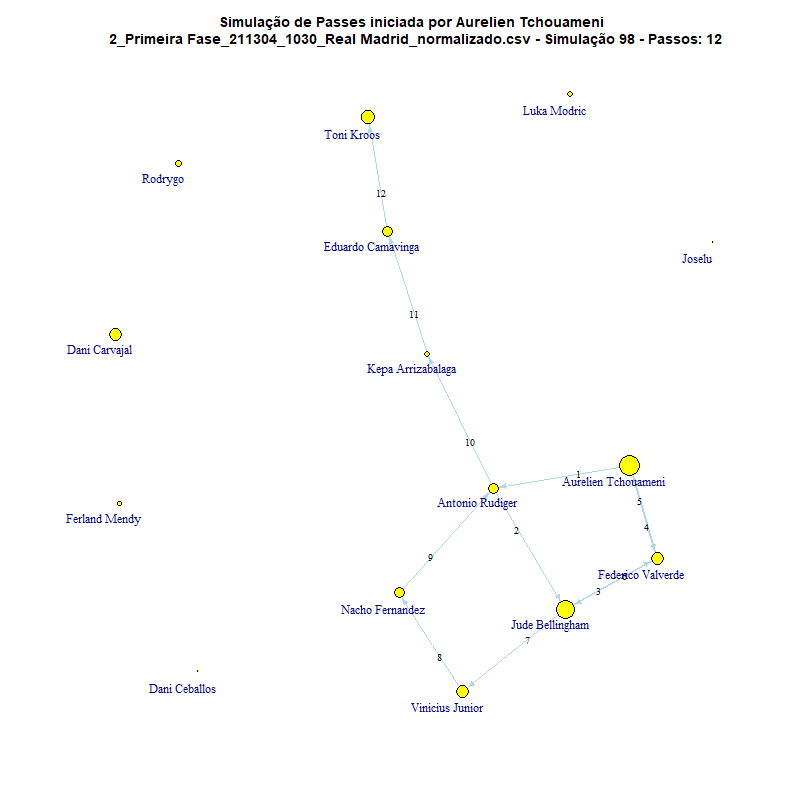 Simulação de Passes iniciada por Aurelien Tchouameni
2_Primeira Fase_211304_1030_Real Madrid_normalizado.csv - Simulação 98 - Passos: 12
Luka Modric
Toni Kroos
Rodrygo
12
Eduardo Camavinga
Joselu
11
Dani Carvajal
Kepa Arrizabalaga
10
1
Aurelien Tchouameni
Antonio Rudiger
5
Ferland Mendy
4
2
9
Federico Valverde
6
3
Nacho Fernandez
Jude Bellingham
7
8
Dani Ceballos
Vinicius Junior